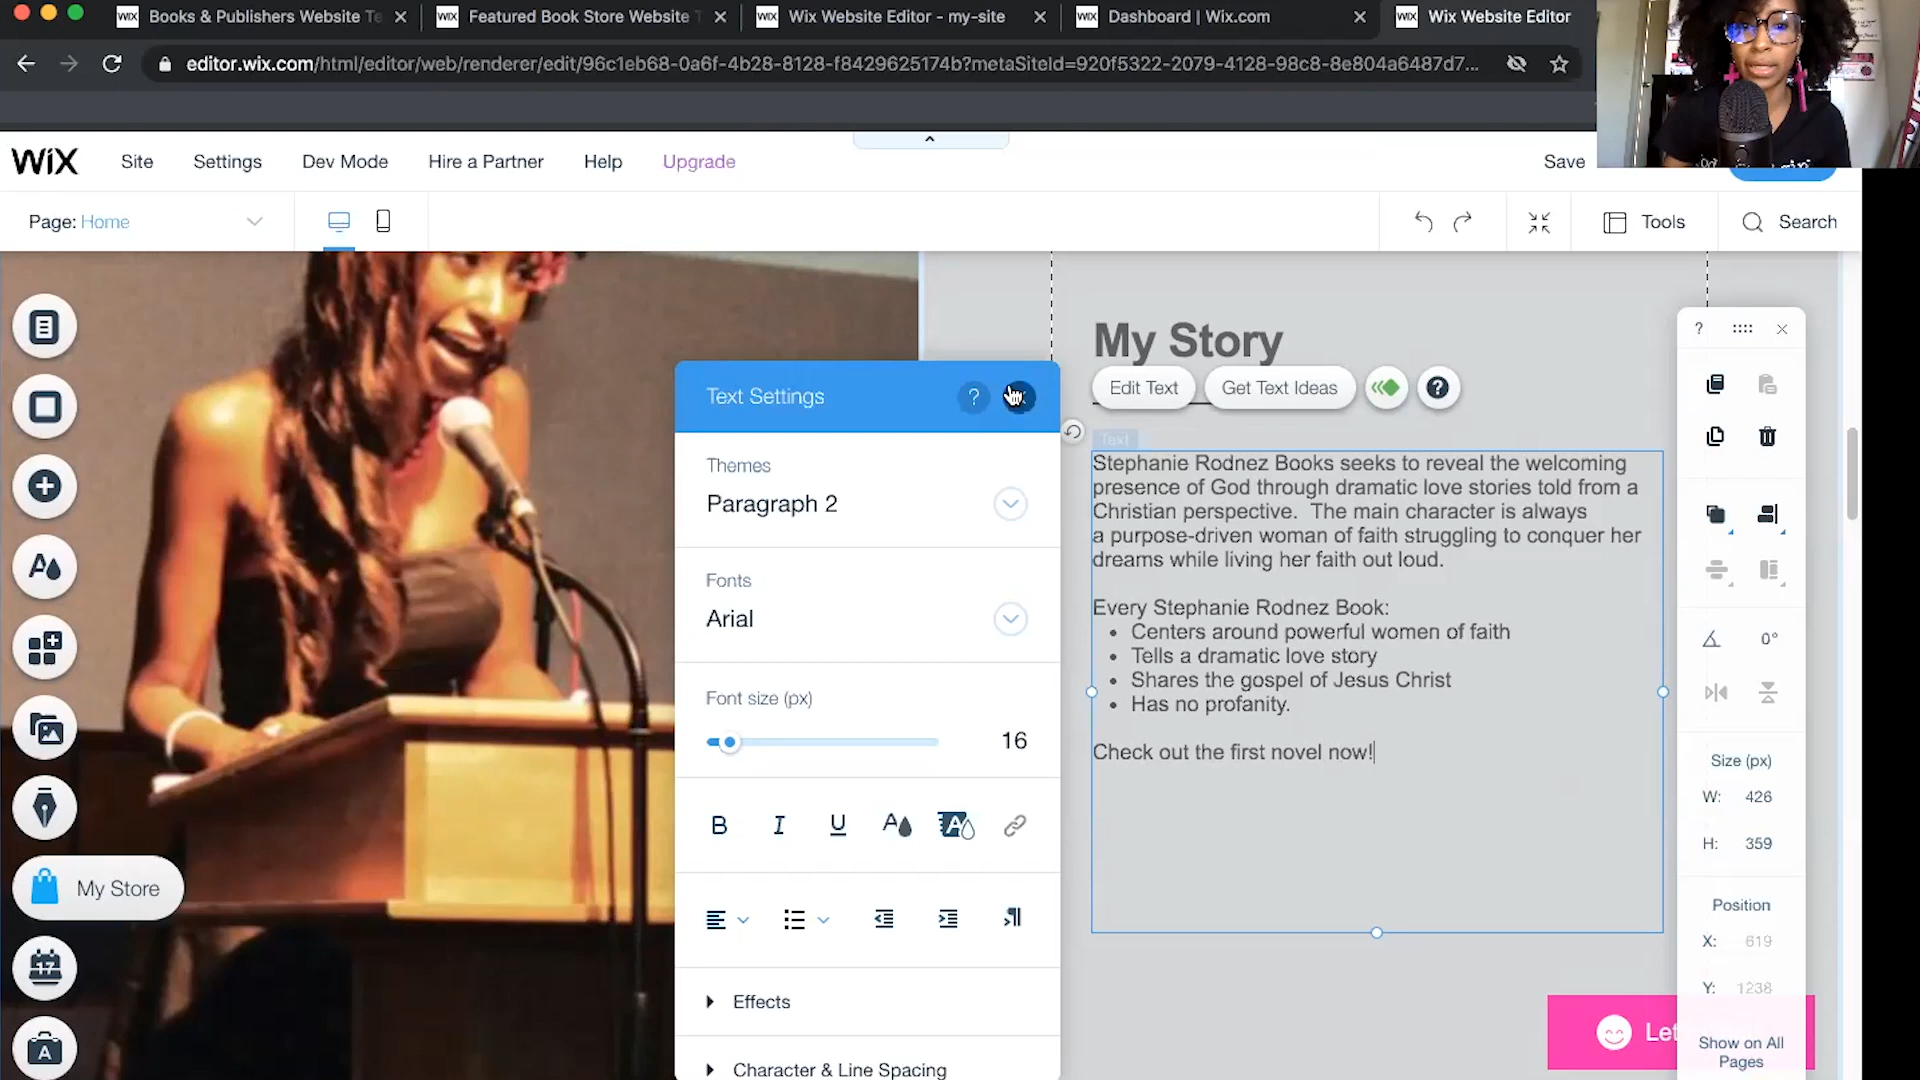 WIX Books & Publishers Website Te
WIX Featured Book Store Website T
WIX Wix Website Editor - my-site
WIX Dashboard | Wix.com
WIX Wix Website Editor
editor.wix.com/html/editor/web/renderer/edit/96c1eb68-0a6f-4b28-8128-f8429625174b?metaSiteId=920f5322-2079-4128-98c8-8e804a6487d7...
WiX Site Settings Dev Mode Hire a Partner Help Upgrade Save
Page: Home Tools Search
My Story
Edit Text Get Text Ideas ?
Text
Stephanie Rodnez Books seeks to reveal the welcoming
presence of God through dramatic love stories told from a
Christian perspective.  The main character is always
a purpose-driven woman of faith struggling to conquer her
dreams while living her faith out loud.
Every Stephanie Rodnez Book:
• Centers around powerful women of faith
• Tells a dramatic love story
• Shares the gospel of Jesus Christ
• Has no profanity.
Check out the first novel now!
Text Settings ?
Themes
Paragraph 2
Fonts
Arial
Font size (px)
16
B I U A A
Effects
Character & Line Spacing
My Store
17
A
?
0°
Size (px)
W: 426
H: 359
Position
X: 619
Y: 1238
Show on All
Pages
Let